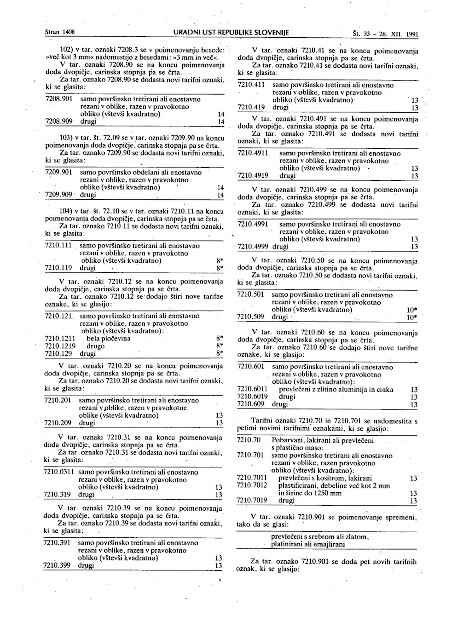 Stran 1408
URADNI LIST REPUBLIKE SLOVENIJE
Št. 33 – 28. XII. 1991
102) v tar. oznaki 7208.3 se v poimenovanju besede:
»več kot 3 mm« nadomestijo z besedami: »3 mm in več«.
V tar. oznaki 7208.90 se na koncu poimenovanja
doda dvopičje, carinska stopnja pa se črta.
Za tar. oznako 7208.90 se dodasta novi tarifni oznaki,
ki se glasita:
7208.901 samo površinsko tretirani ali enostavno
rezani v oblike, razen v pravokotno
obliko (vštevši kvadratno) 14
7208.909 drugi 14
103) v tar. št. 72.09 se v tar. oznaki 7209.90 na koncu
poimenovanja doda dvopičje, carinska stopnja pa se črta.
Za tar. oznako 7209.90 se dodasta novi tarifni oznaki,
ki se glasita:
7209.901 samo površinsko obdelani ali enostavno
rezani v oblike, razen v pravokotno
obliko (vštevši kvadratno) 14
7209.909 drugi 14
104) v tar. št. 72.10 se v tar. oznaki 7210.11 na koncu
poimenovanja doda dvopičje, carinska stopnja pa se črta.
Za tar. oznako 7210.11 se dodasta novi tarifni oznaki,
ki se glasita:
7210.111 samo površinsko tretirani ali enostavno
rezani v oblike, razen v pravokotno
obliko (vštevši kvadratno) 8*
7210.119 drugi 8*
V tar. oznaki 7210.12 se na koncu poimenovanja
doda dvopičje, carinska stopnja pa se črta.
Za tar. oznako 7210.12 se dodajo štiri nove tarifne
oznake, ki se glasijo:
7210.121 samo površinsko tretirani ali enostavno
rezani v oblike, razen v pravokotno
obliko (vštevši kvadratno):
7210.1211 bela pločevina 8*
7210.1219 drugo 8*
7210.129 drugi 8*
V tar. oznaki 7210.20 se na koncu poimenovanja
doda dvopičje, carinska stopnja pa se črta.
Za tar. oznako 7210.20 se dodasta novi tarifni oznaki,
ki se glasita:
7210.201 samo površinsko tretirani ali enostavno
rezani v oblike, razen v pravokotne
oblike (vštevši kvadratno) 13
7210.209 drugi 13
V tar. oznaki 7210.31 se na koncu poimenovanja
doda dvopičje, carinska stopnja pa se črta.
Za tar. oznako 7210.31 se dodasta novi tarifni oznaki,
ki se glasita:
7210.0311 samo površinsko tretirani ali enostavno
rezani v oblike, razen v pravokotno
obliko (vštevši kvadratno) 13
7210.319 drugi 13
V tar. oznaki 7210.39 se na koncu poimenovanja
doda dvopičje, carinska stopnja pa se črta.
Za tar. oznako 7210.39 se dodasta novi tarifni oznaki,
ki se glasita:
7210.391 samo površinsko tretirani ali enostavno
rezani v oblike, razen v pravokotno
obliko (vštevši kvadratno) 13
7210.399 drugi 13
V tar. oznaki 7210.41 se na koncu poimenovanja
doda dvopičje, carinska stopnja pa se črta.
Za tar. oznako 7210.41 se dodasta novi tarifni oznaki,
ki se glasita:
7210.411 samo površinsko tretirani ali enostavno
rezani v oblike, razen v pravokotno
obliko (vštevši kvadratno) 13
7210.419 drugi 13
V tar. oznaki 7210.491 se na koncu poimenovanja
doda dvopičje, carinska stopnja pa se črta.
Za tar. oznako 7210.491 se dodasta novi tarifni
oznaki, ki se glasita:
7210.4911 samo površinsko tretirani ali enostavno
rezani v oblike, razen v pravokotno
obliko (vštevši kvadratno) 13
7210.4919 drugi 13
V tar. oznaki 7210.499 se na koncu poimenovanja
doda dvopičje, carinska stopnja pa se črta.
Za tar. oznako 7210.499 se dodasta novi tarifni
oznaki, ki se glasita:
7210.4991 samo površinsko tretirani ali enostavno
rezani v oblike, razen v pravokotno
obliko (vštevši kvadratno) 13
7210.4999 drugi 13
V tar. oznaki 7210.50 se na koncu poimenovanja
doda dvopičje, carinska stopnja pa se črta.
Za tar. oznako 7210.50 se dodasta novi tarifni oznaki,
ki se glasita:
7210.501 samo površinsko tretirani ali enostavno
rezani v oblike, razen v pravokotno
obliko (vštevši kvadratno) 10*
7210.509 drugi 10*
V tar. oznaki 7210.60 se na koncu poimenovanja
doda dvopičje, carinska stopnja pa se črta.
Za tar. oznako 7210.60 se dodajo štiri nove tarifne
oznake, ki se glasijo:
7210.601 samo površinsko tretirani ali enostavno
rezani v oblike, razen v pravokotno
obliko (vštevši kvadratno):
7210.6011 prevlečeni z zlitino aluminija in cinka 13
7210.6019 drugi 13
7210.609 drugi 13
Tarifni oznaki 7210.70 in 7210.701 se nadomestita s
petimi novimi tarifnimi oznakami, ki se glasijo:
7210.70 Pobarvani, lakirani ali prevlečeni
s plastično maso:
7210.701 samo površinsko tretirani ali enostavno
rezani v oblike, razen pravokotno
obliko (vštevši kvadratno):
7210.7011 prevlečeni s kositrom, lakirani 13
7210.7012 plastificirani, debeline več kot 2 mm
in širine do 1250 mm 13
7210.7019 drugi 13
V tar. oznaki 7210.901 se poimenovanje spremeni,
tako da se glasi:
prevlečeni s srebrom ali zlatom,
platinirani ali emajlirani
Za tar. oznako 7210.901 se doda pet novih tarifnih
oznak, ki se glasijo: